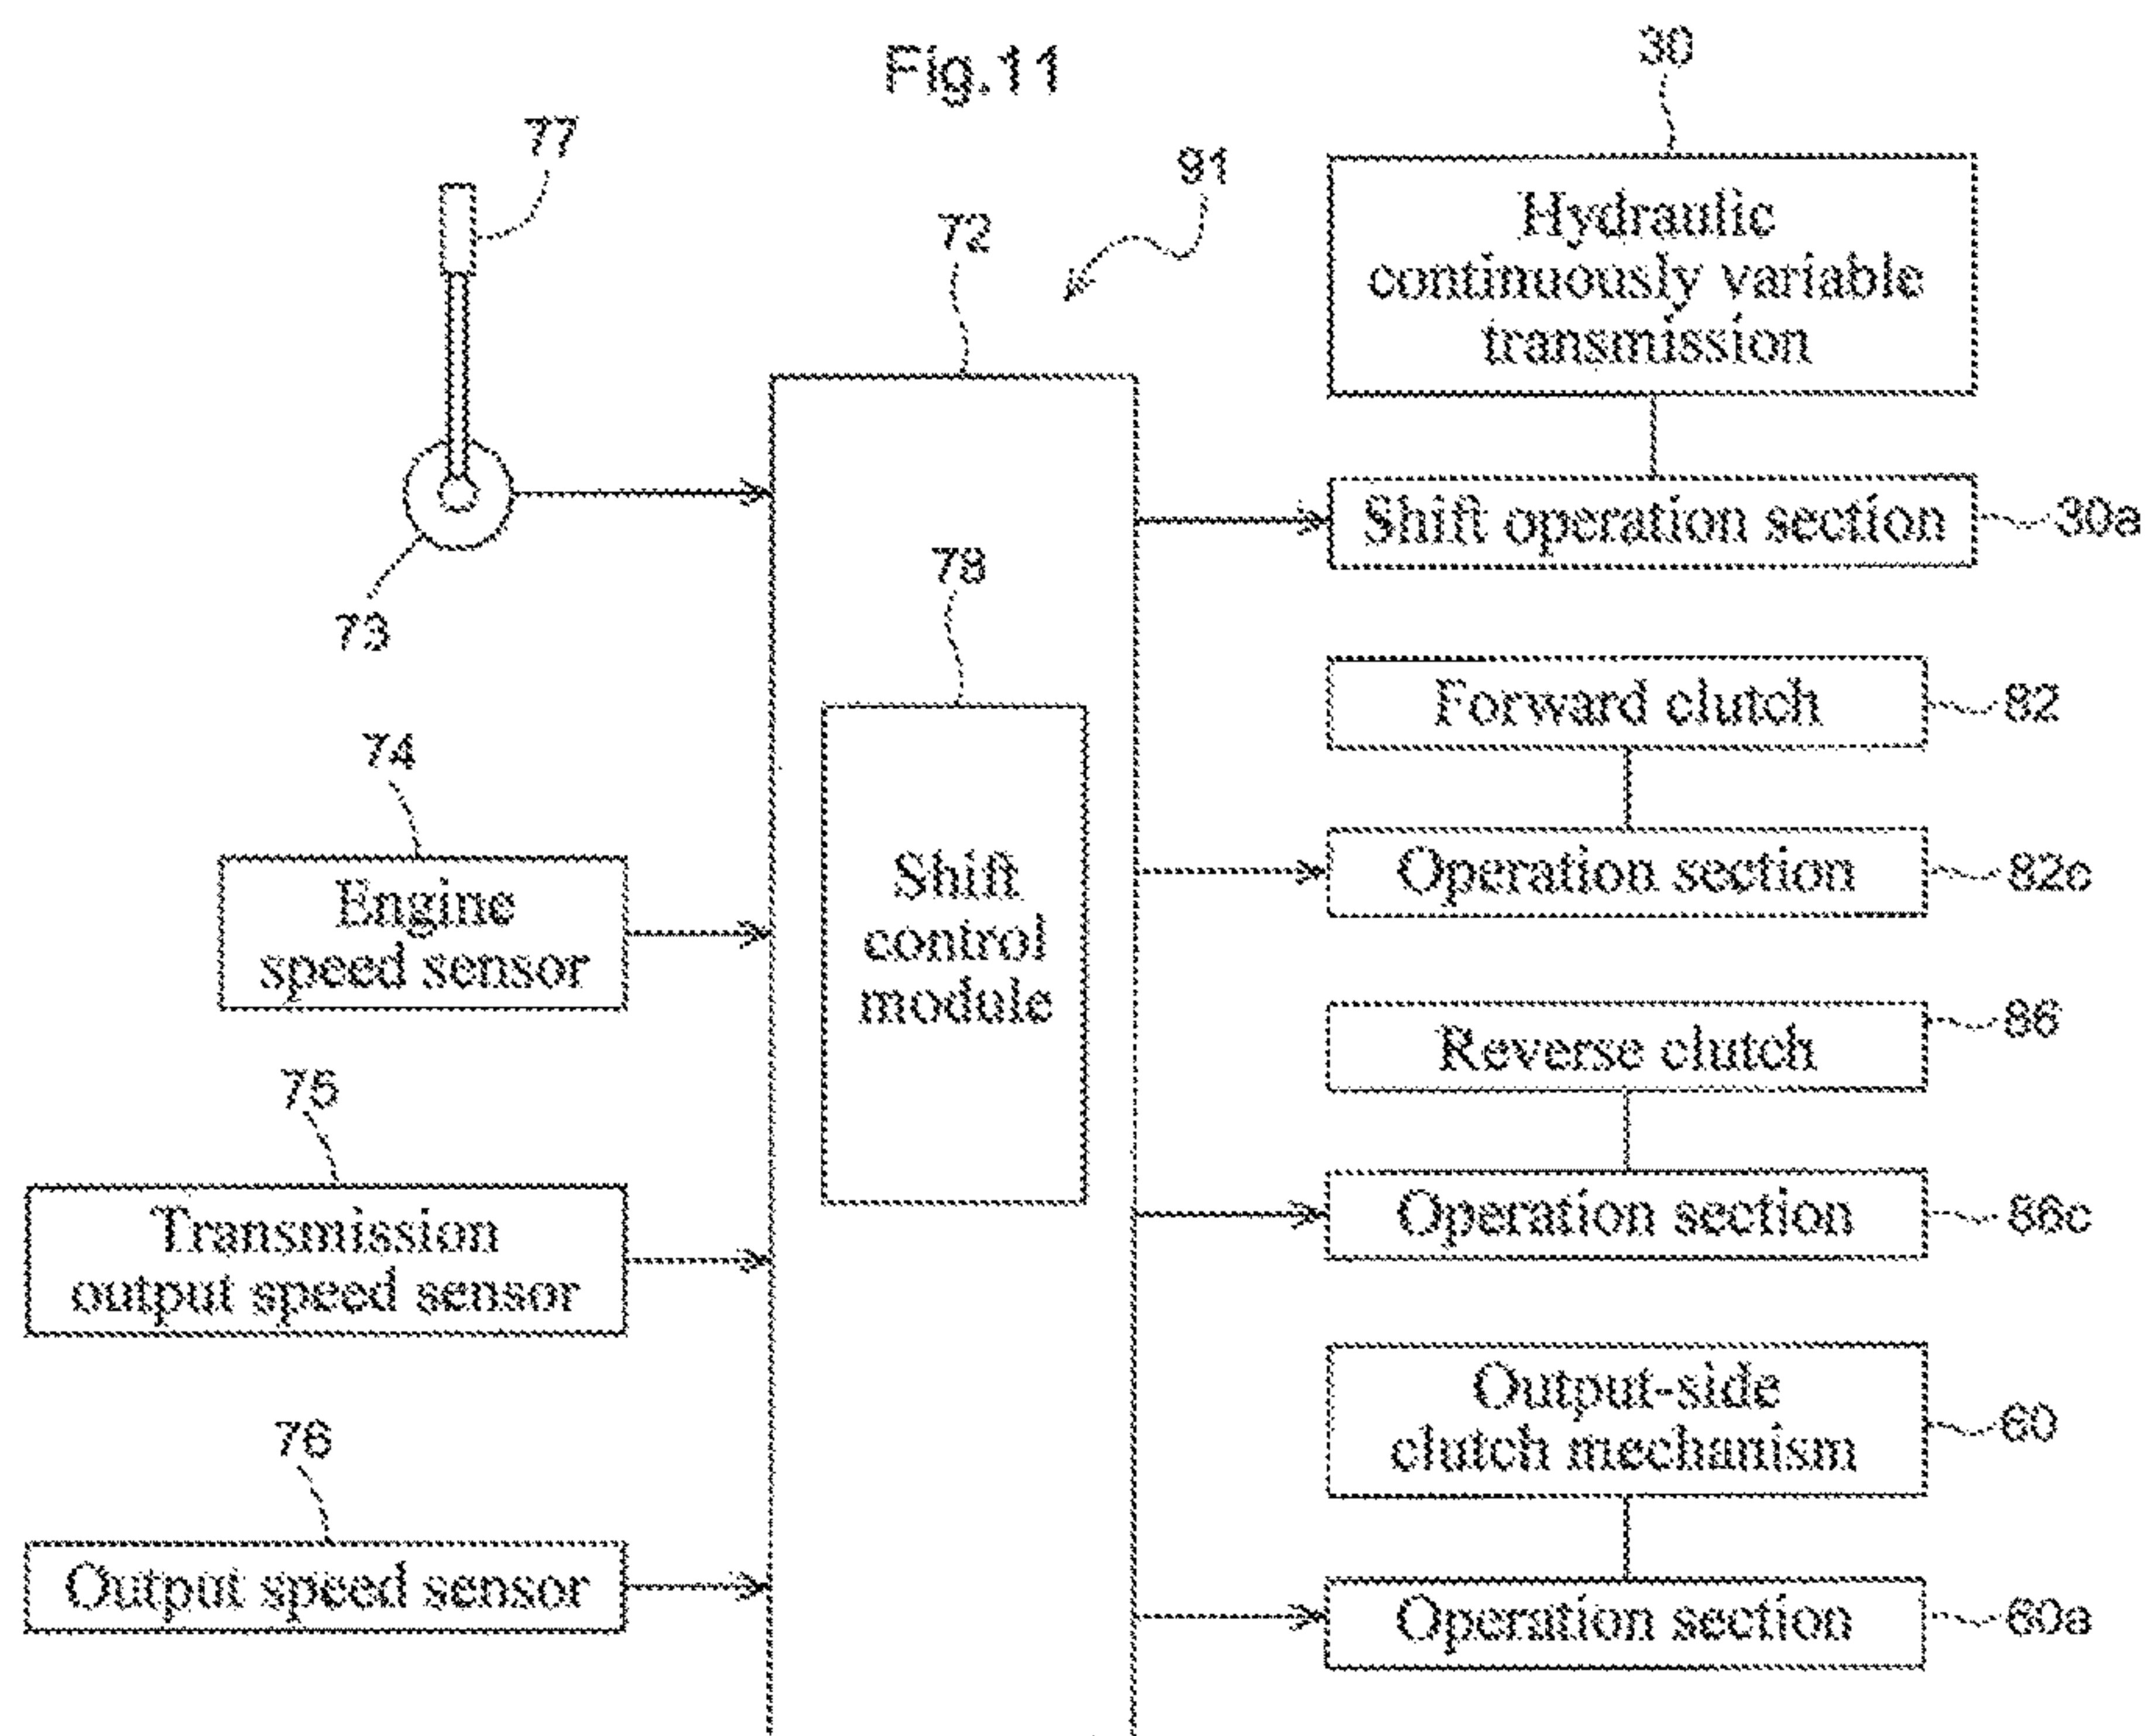 Fig.11
30
77
91
72
Hydraulic
continuously variable
transmission
Shift operation section
30a
73
78
Forward clutch
82
74
Shift
control
module
Engine
speed sensor
Operation section
82c
Reverse clutch
86
75
Transmission
output speed sensor
Operation section
86c
Output-side
clutch mechanism
60
76
Output speed sensor
Operation section
60a